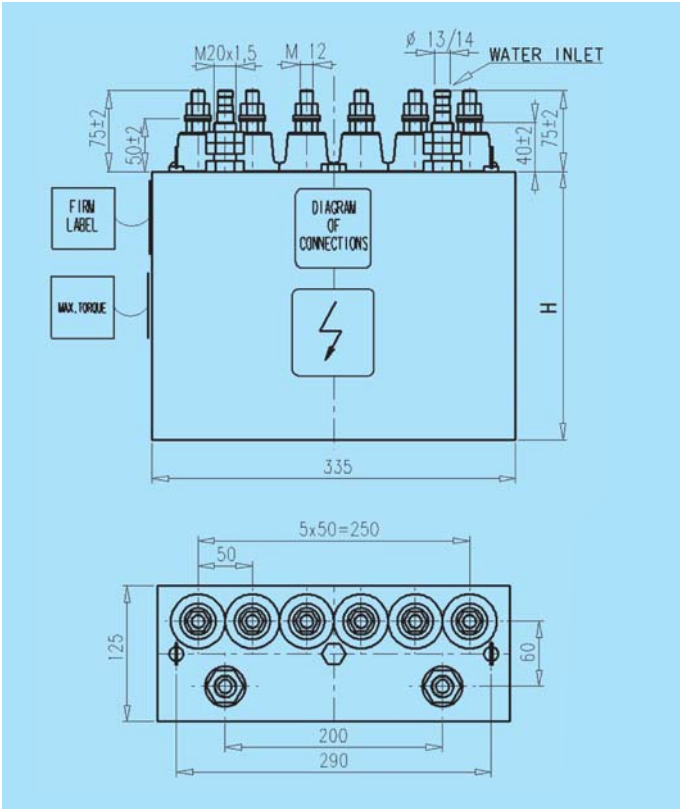 M20x1,5
M 12
Ø 13/14
WATER INLET
75±2
50±2
40±2
75±2
FIRM
LABEL
DIAGRAM
OF
CONNECTIONS
MAX.TORQUE
H
335
5x50=250
50
125
60
200
290